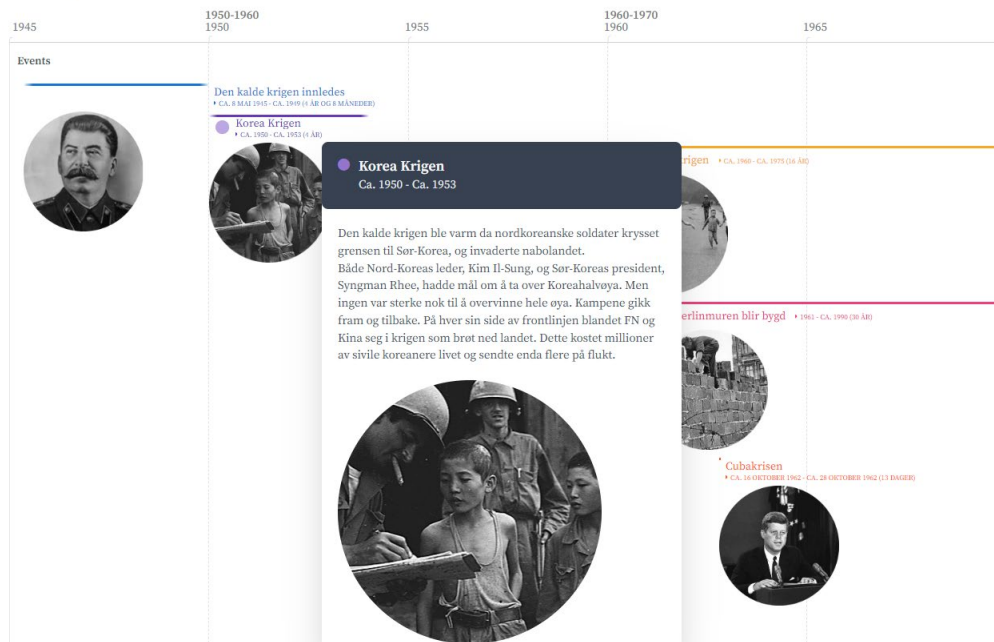 1950-1960
1960-1970
1945
1950
1955
1960
1965
Events
Den kalde krigen innledes
CA. 8 MAI 1945 - CA. 1949 (4 ÅR OG 8 MÅNEDER)
Korea Krigen
CA. 1950 - CA. 1953 (4 ÅR)
Korea Krigen
Ca. 1950 - Ca. 1953
Den kalde krigen ble varm da nordkoreanske soldater krysset
grensen til Sør-Korea, og invaderte nabolandet.
Både Nord-Koreas leder, Kim Il-Sung, og Sør-Koreas president,
Syngman Rhee, hadde mål om å ta over Koreahalvøya. Men
ingen var sterke nok til å overvinne hele øya. Kampene gikk
fram og tilbake. På hver sin side av frontlinjen blandet FN og
Kina seg i krigen som brøt ned landet. Dette kostet millioner
av sivile koreanere livet og sendte enda flere på flukt.
rigen CA. 1960 - CA. 1975 (16 ÅR)
erlinmuren blir bygd 1961 - CA. 1990 (30 ÅR)
Cubakrisen
CA. 16 OKTOBER 1962 - CA. 28 OKTOBER 1962 (13 DAGER)